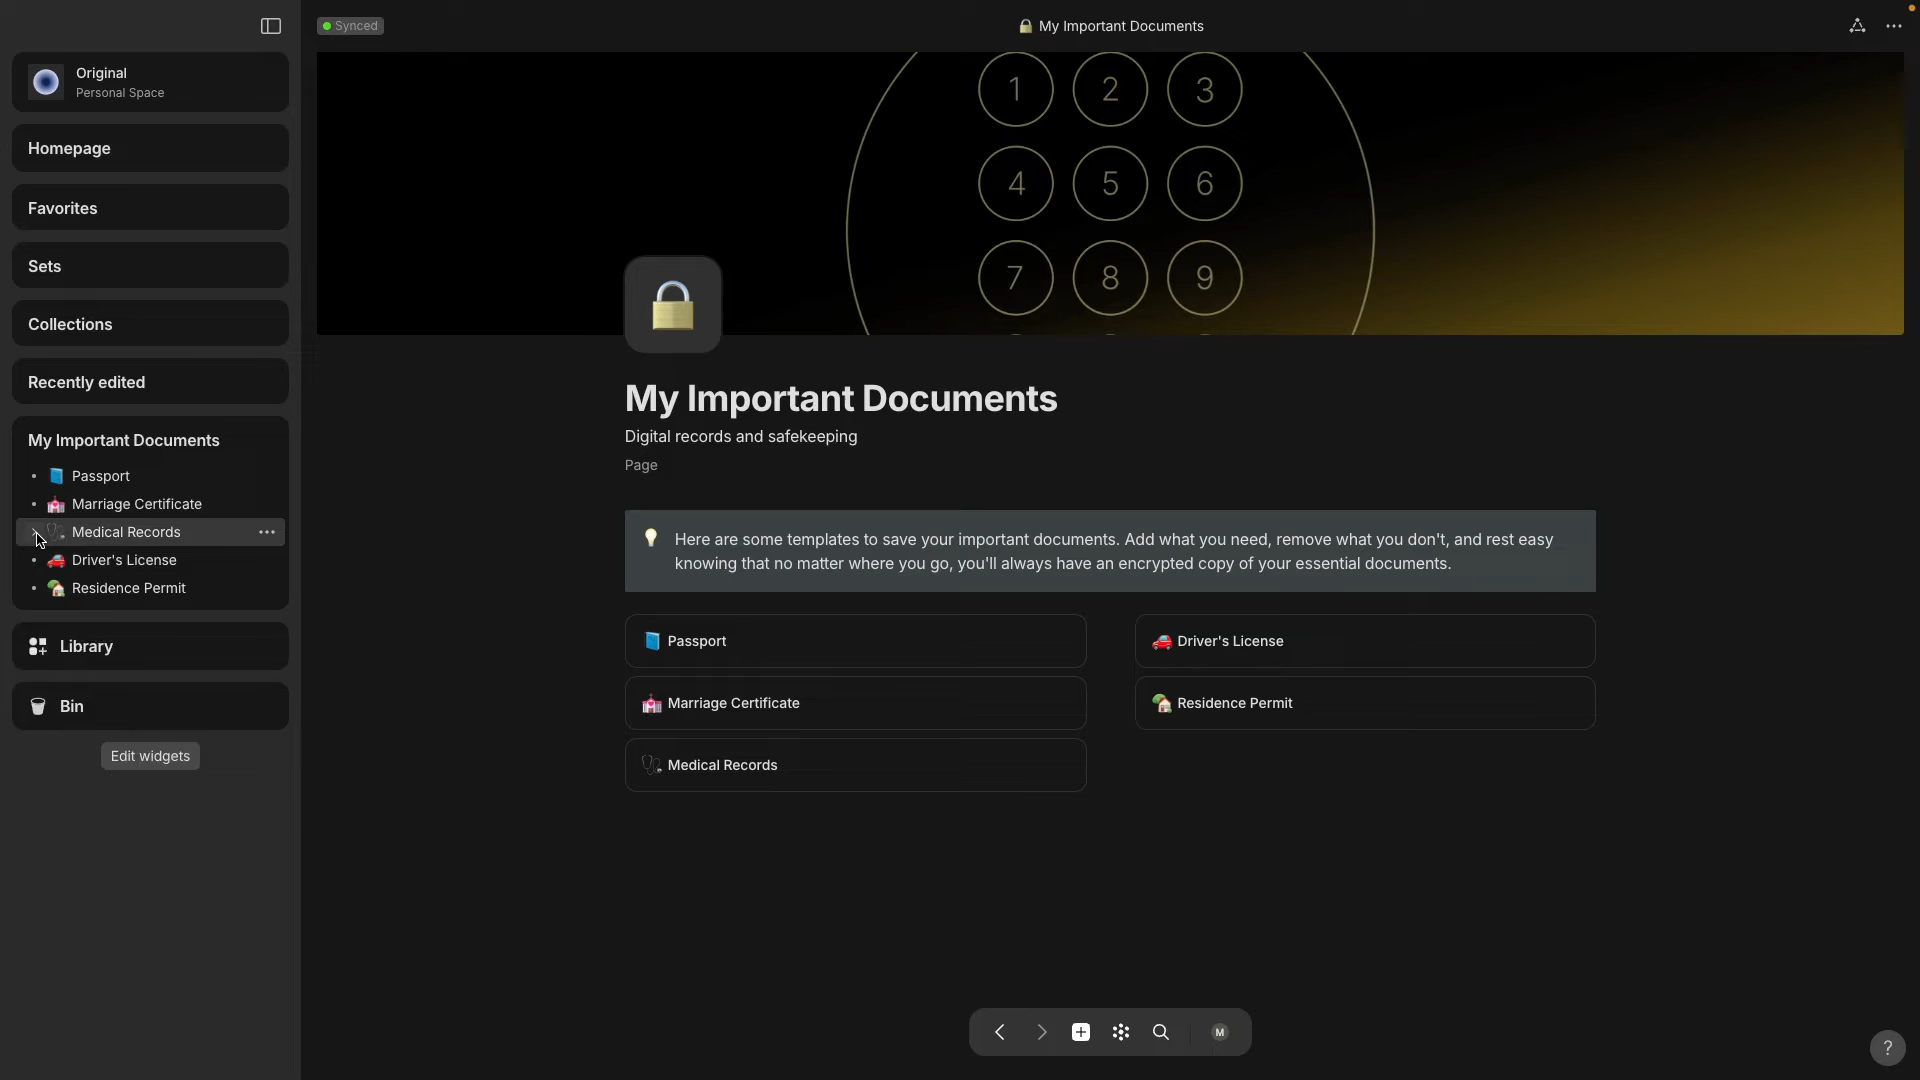 Synced
My Important Documents
Original
Personal Space
Homepage
Favorites
Sets
Collections
Recently edited
My Important Documents
Passport
Marriage Certificate
Medical Records
Driver's License
Residence Permit
Library
Bin
Edit widgets
1 2 3
4 5 6
7 8 9
My Important Documents
Digital records and safekeeping
Page
Here are some templates to save your important documents. Add what you need, remove what you don't, and rest easy
knowing that no matter where you go, you'll always have an encrypted copy of your essential documents.
Passport
Driver's License
Marriage Certificate
Residence Permit
Medical Records
M
?